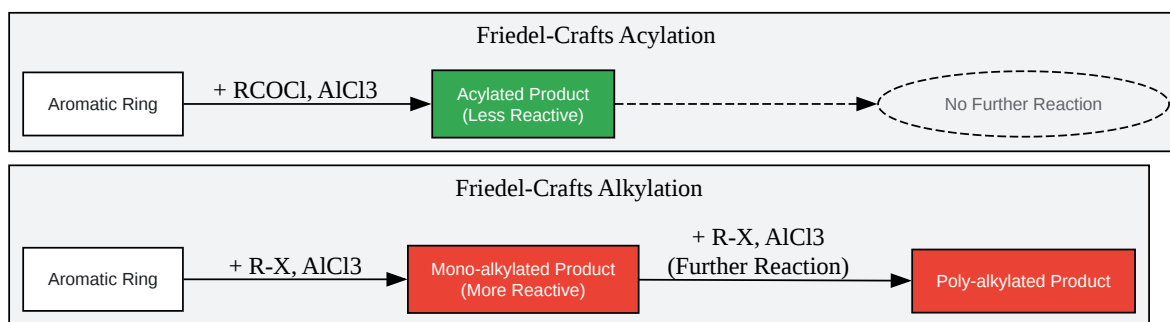 Friedel-Crafts Acylation
Aromatic Ring
+ RCOCl, AlCl3
Acylated Product
(Less Reactive)
No Further Reaction
Friedel-Crafts Alkylation
Aromatic Ring
+ R-X, AlCl3
Mono-alkylated Product
(More Reactive)
+ R-X, AlCl3
(Further Reaction)
Poly-alkylated Product